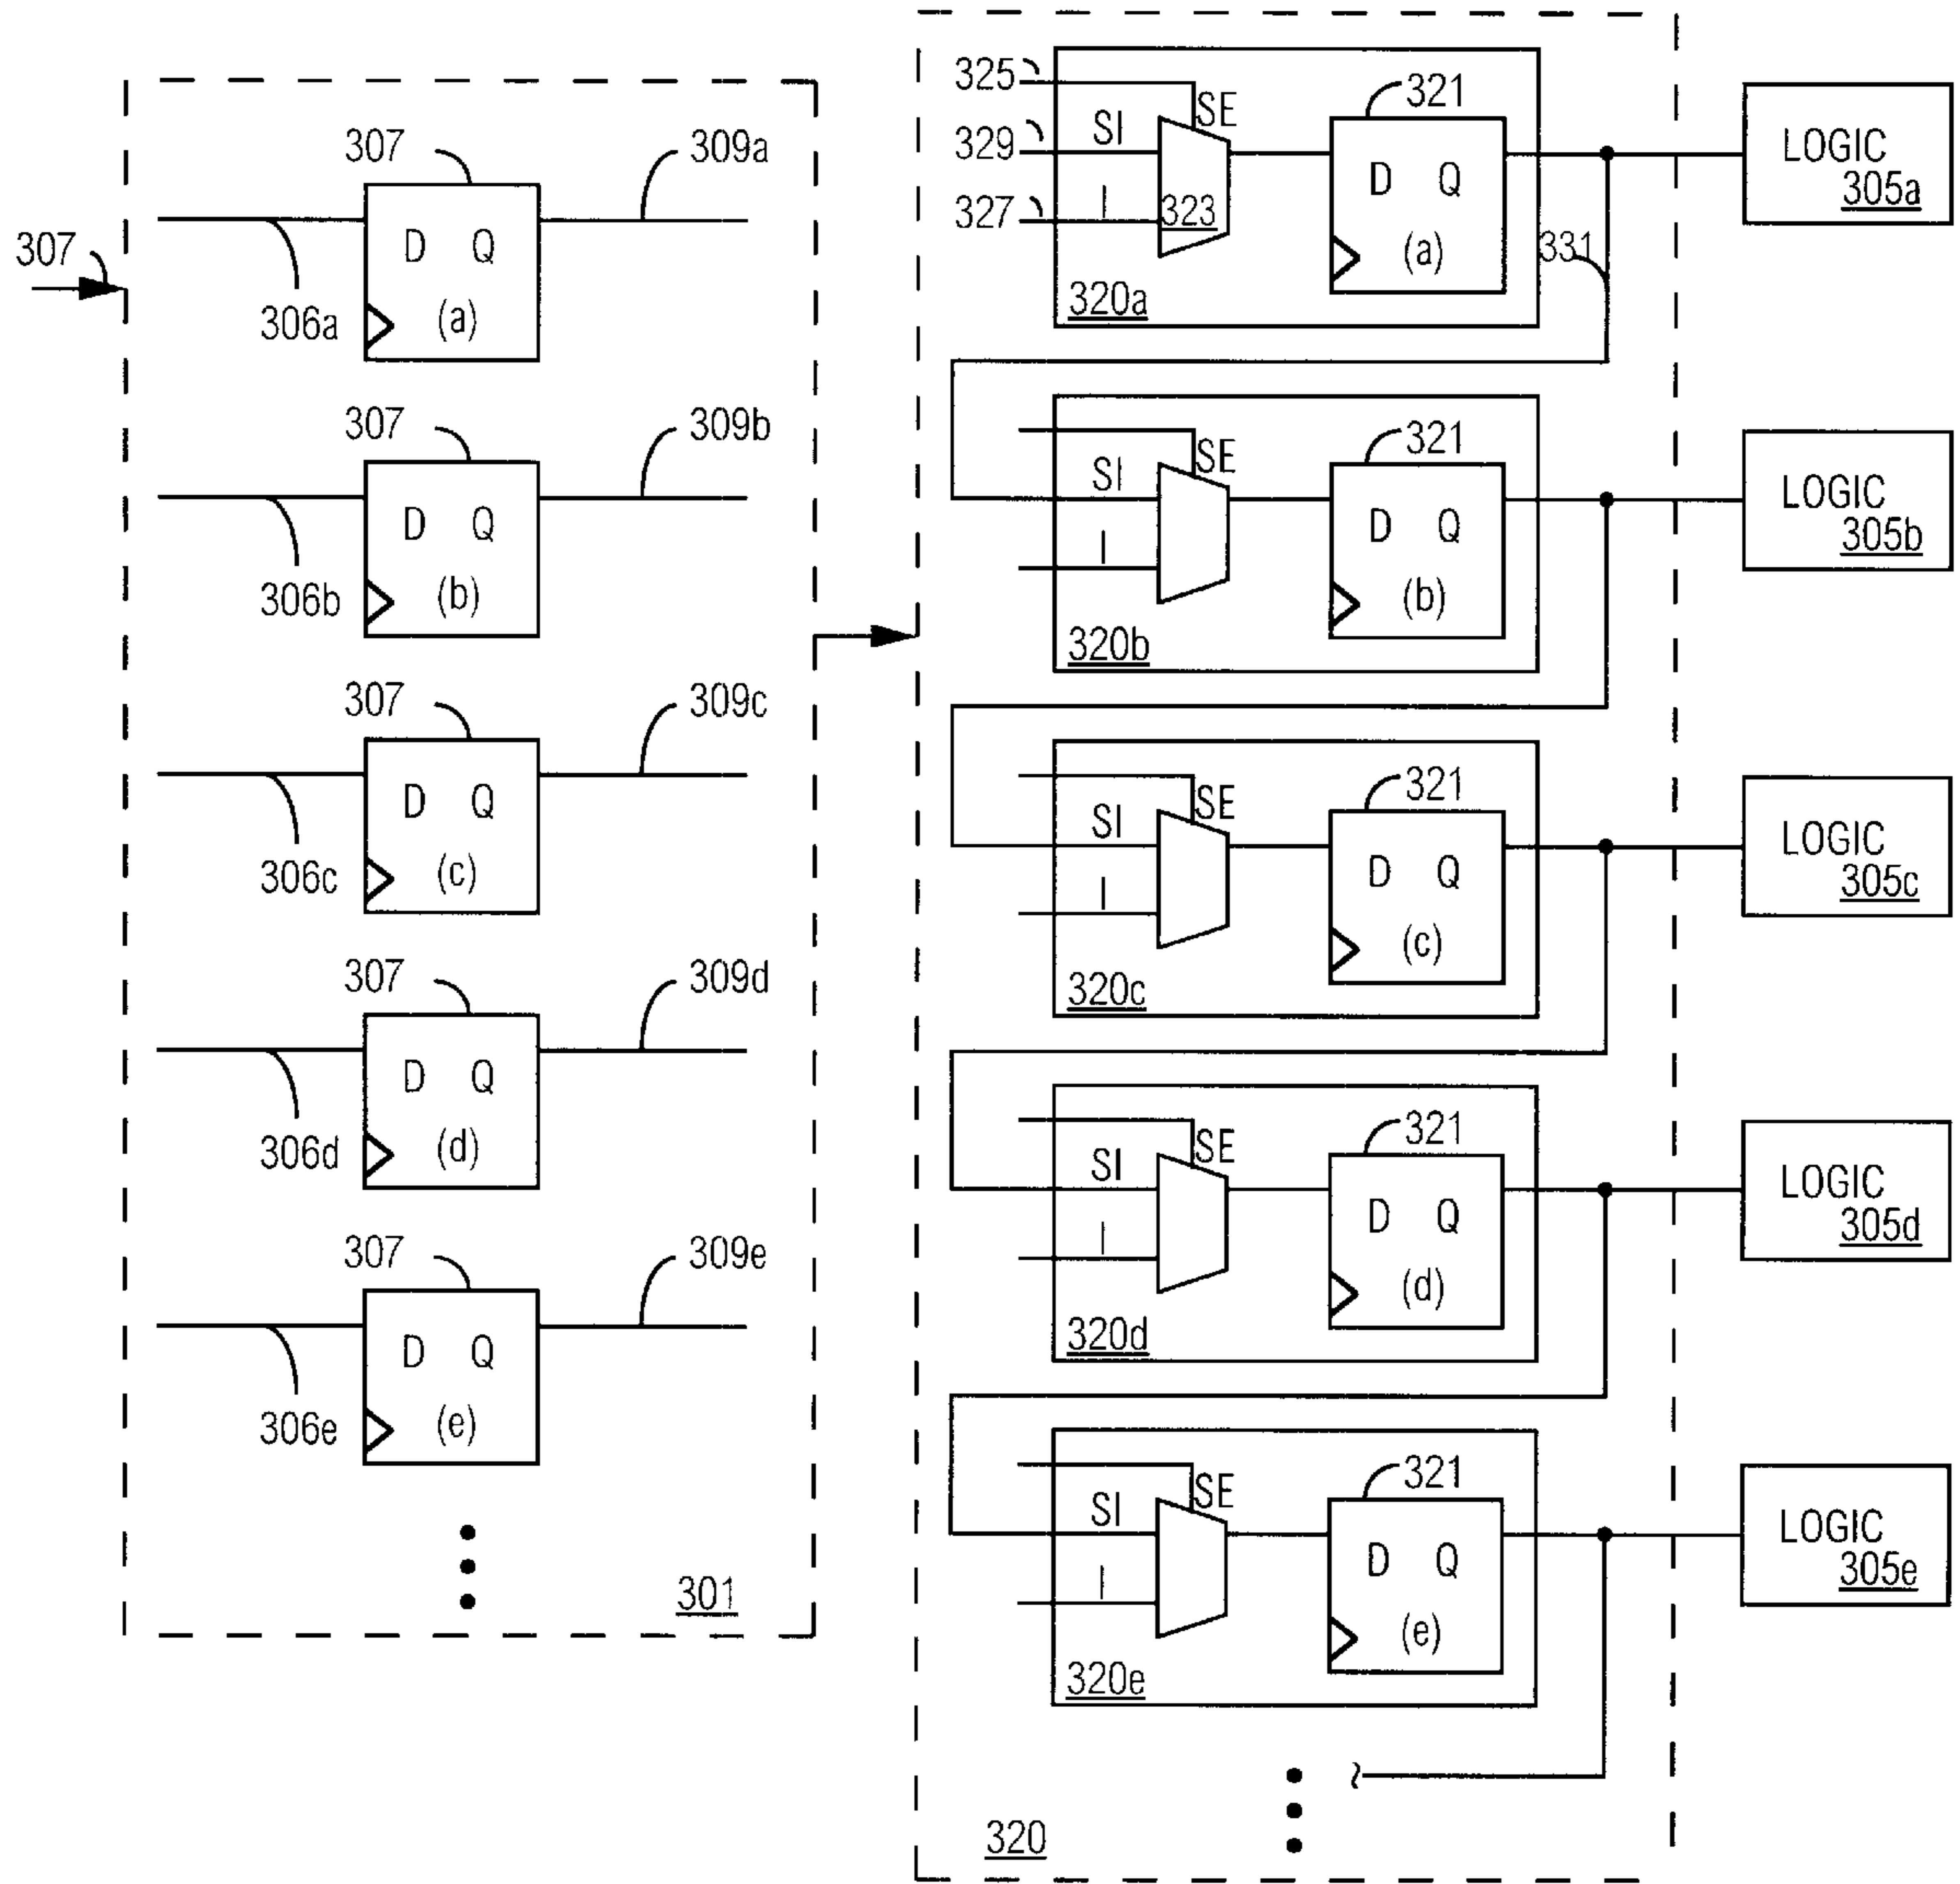 307
307
309a
D Q
(a)
306a
307
309b
D Q
(b)
306b
307
309c
D Q
(c)
306c
307
309d
D Q
(d)
306d
307
309e
D Q
(e)
306e
301
325
SE
321
329
SI
D Q
327
I
323
(a)
331
320a
LOGIC
305a
SE
321
SI
D Q
I
(b)
320b
LOGIC
305b
SE
321
SI
D Q
I
(c)
320c
LOGIC
305c
SE
321
SI
D Q
I
(d)
320d
LOGIC
305d
SE
321
SI
D Q
I
(e)
320e
LOGIC
305e
320